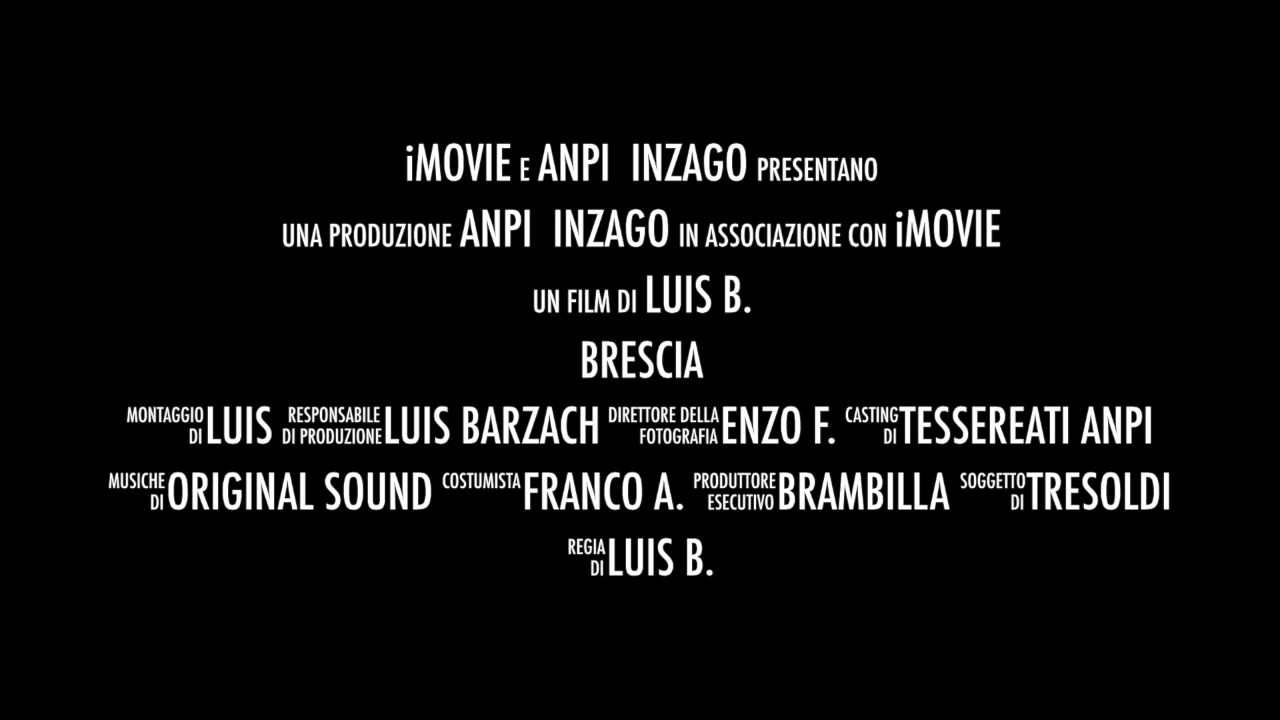 iMOVIE E ANPI INZAGO PRESENTANO
UNA PRODUZIONE ANPI INZAGO IN ASSOCIAZIONE CON iMOVIE
UN FILM DI LUIS B.
BRESCIA
MONTAGGIO DI LUIS RESPONSABILE DI PRODUZIONE LUIS BARZACH DIRETTORE DELLA FOTOGRAFIA ENZO F. CASTING DI TESSEREATI ANPI
MUSICHE DI ORIGINAL SOUND COSTUMISTA FRANCO A. PRODUTTORE ESECUTIVO BRAMBILLA SOGGETTO DI TRESOLDI
REGIA DI LUIS B.